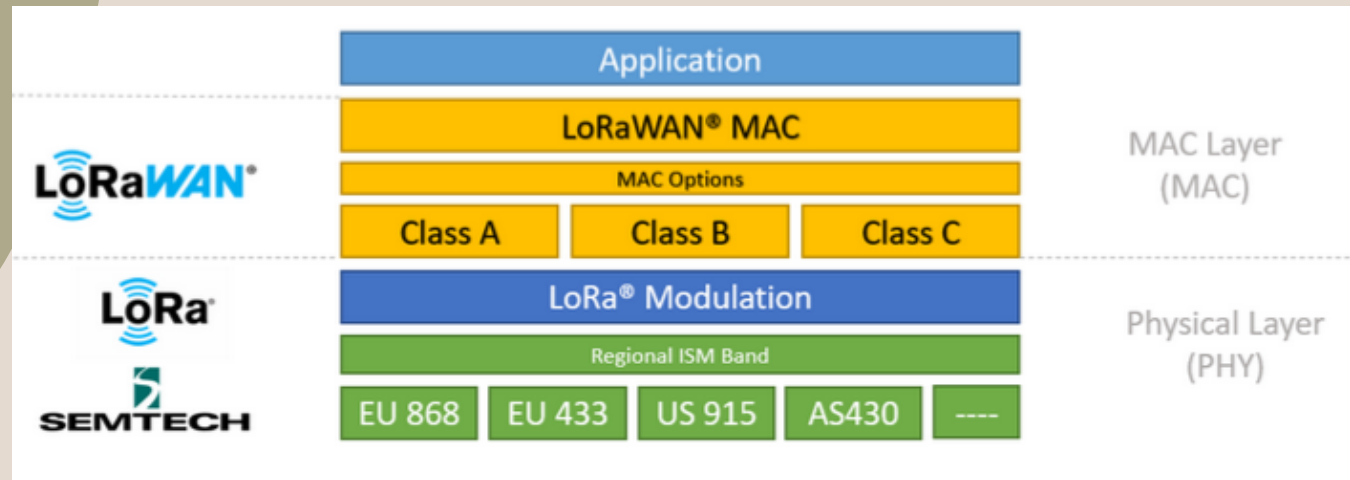 Application
LoRaWAN® MAC
MAC Options
Class A Class B Class C
LoRaWAN®
MAC Layer
(MAC)
LoRa® Modulation
Regional ISM Band
EU 868 EU 433 US 915 AS430 ----
LoRa®
SEMTECH
Physical Layer
(PHY)